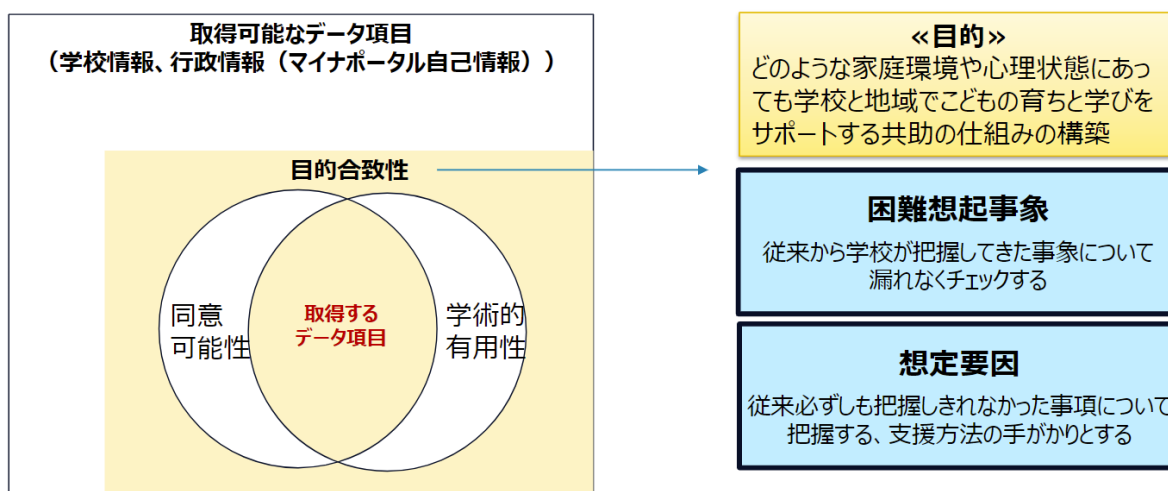 取得可能なデータ項目
（学校情報、行政情報（マイナポータル自己情報））
目的合致性
同意
可能性
取得する
データ項目
学術的
有用性
≪目的≫
どのような家庭環境や心理状態にあっ
ても学校と地域でこどもの育ちと学びを
サポートする共助の仕組みの構築
困難想起事象
従来から学校が把握してきた事象について
漏れなくチェックする
想定要因
従来必ずしも把握しきれなかった事項について
把握する、支援方法の手がかりとする